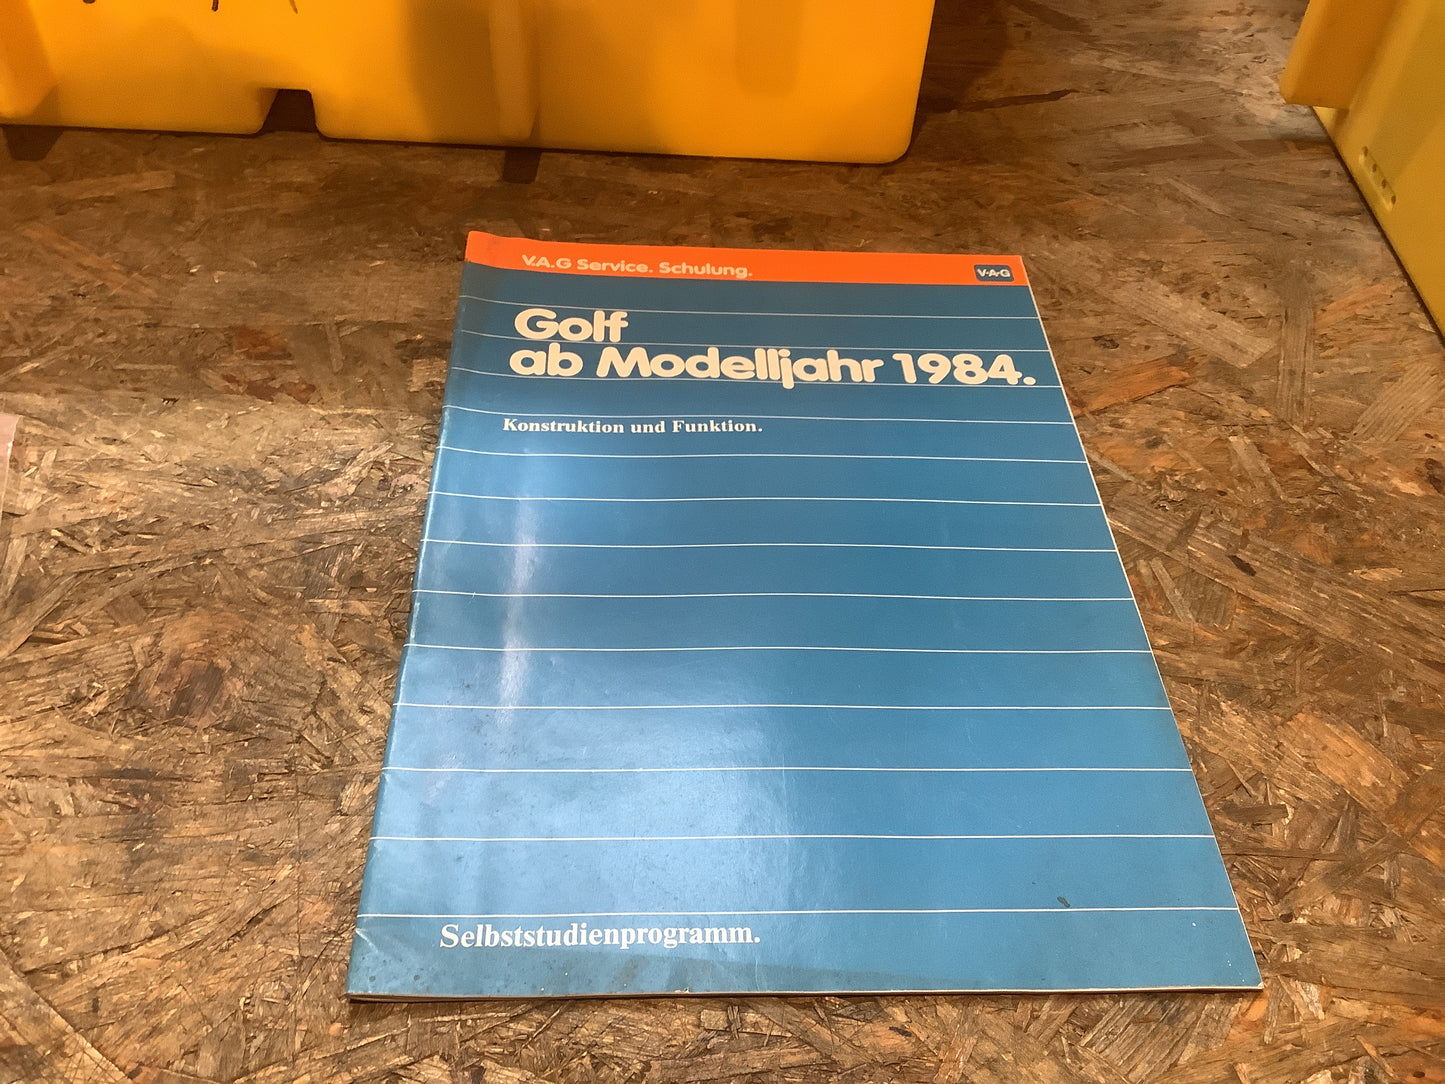 V.A.G Service. Schulung.
V·A·G
Golf
ab Modelljahr 1984.
Konstruktion und Funktion.
Selbststudienprogramm.